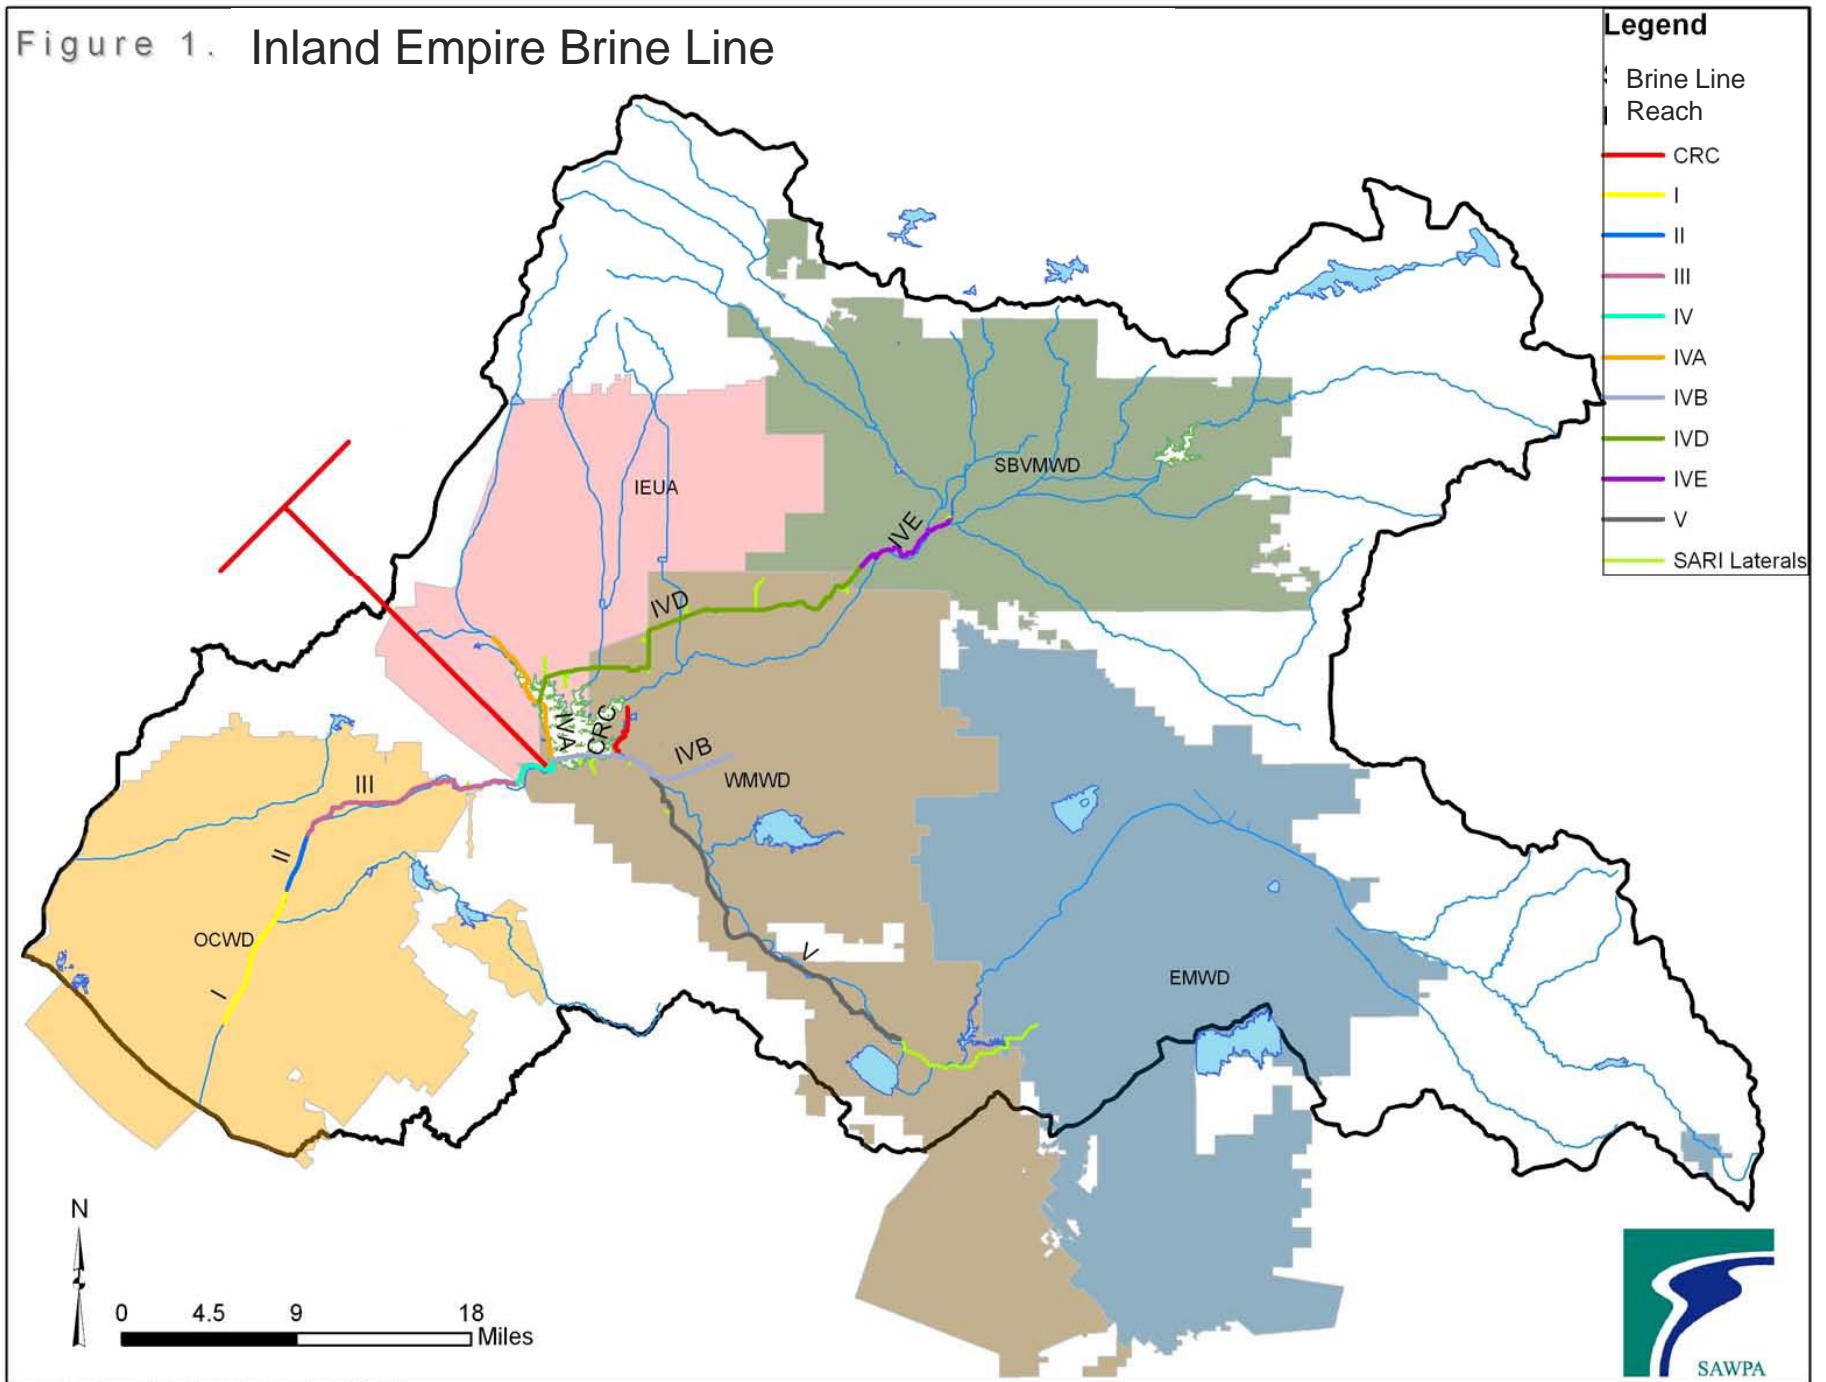 Figure 1. Inland Empire Brine Line
Legend
Brine Line
Reach
CRC
I
II
III
IV
IVA
IVB
IVD
IVE
V
SARI Laterals
SBVMWD
IEUA
IVE
IVD
IVA
CRC
IVB
WMWD
III
II
OCWD
I
V
EMWD
N
0 4.5 9 18
Miles
SAWPA